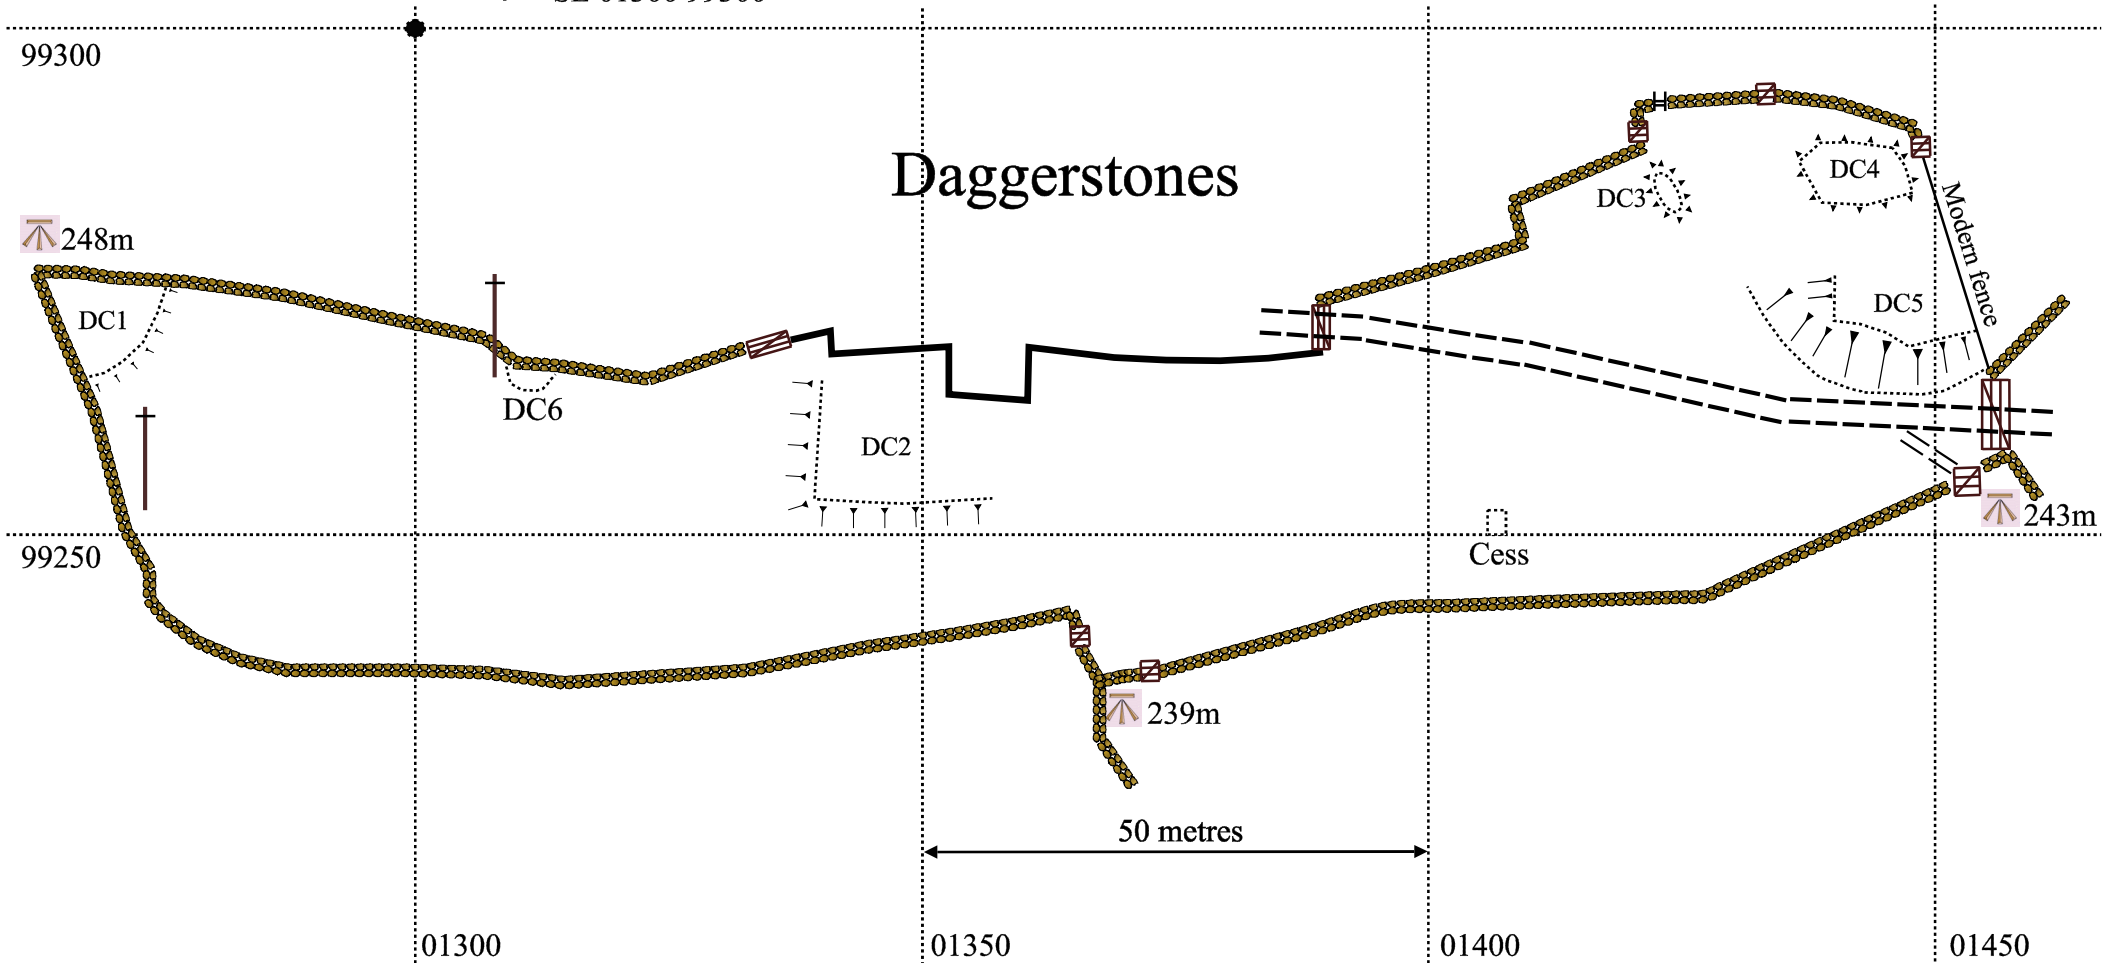 99300
Daggerstones
DC4
DC3
Modern fence
248m
DC1
DC5
DC6
DC2
243m
99250
Cess
239m
50 metres
01300
01350
01400
01450